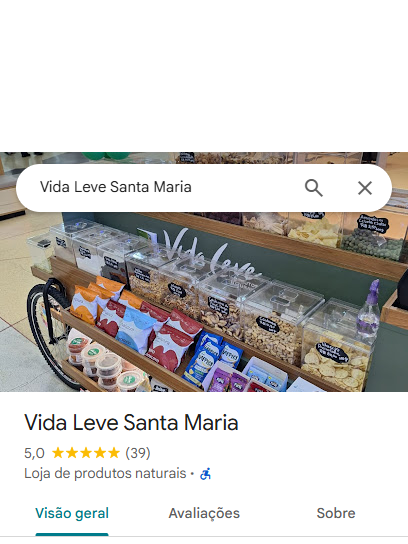 Vida Leve Santa Maria
Vida Leve
Vida Leve Santa Maria
5,0 ★★★★★ (39)
Loja de produtos naturais ·
Visão geral
Avaliações
Sobre